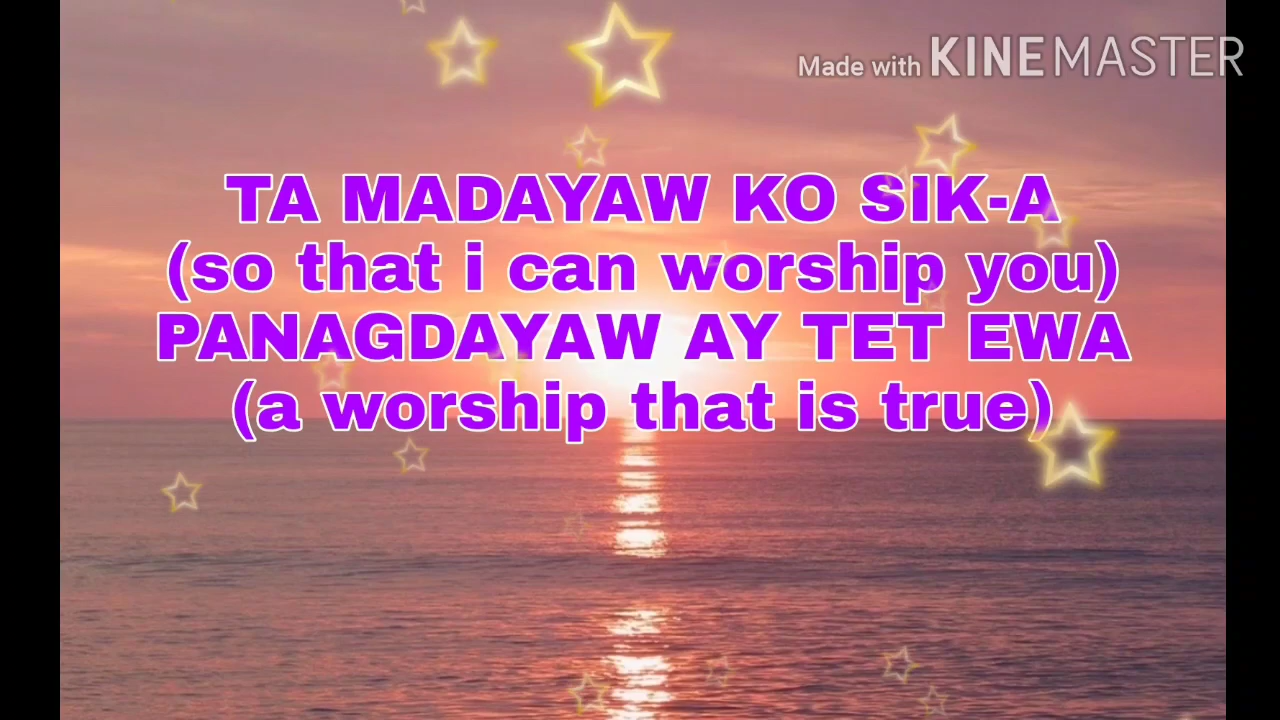 Made with KINEMASTER
TA MADAYAW KO SIK-A
(so that i can worship you)
PANAGDAYAW AY TET EWA
(a worship that is true)